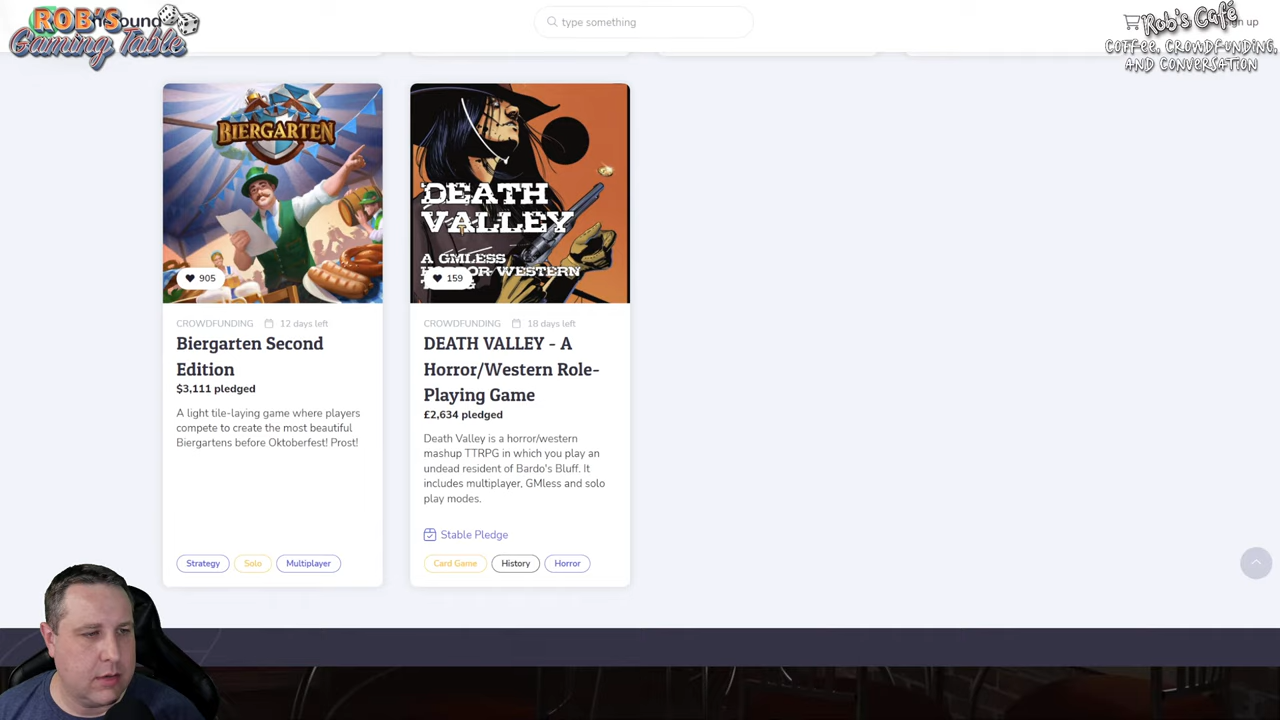 ROB'S
Gaming Table
ound
type something
Rob's Café
Coffee, Crowdfunding,
and Conversation
gn up
BIERGARTEN
905
DEATH
VALLEY
A GMLESS
HORROR WESTERN
159
CROWDFUNDING 12 days left
Biergarten Second
Edition
$3,111 pledged
A light tile-laying game where players
compete to create the most beautiful
Biergartens before Oktoberfest! Prost!
Strategy Solo Multiplayer
CROWDFUNDING 18 days left
DEATH VALLEY - A
Horror/Western Role-
Playing Game
£2,634 pledged
Death Valley is a horror/western
mashup TTRPG in which you play an
undead resident of Bardo's Bluff. It
includes multiplayer, GMless and solo
play modes.
Stable Pledge
Card Game History Horror